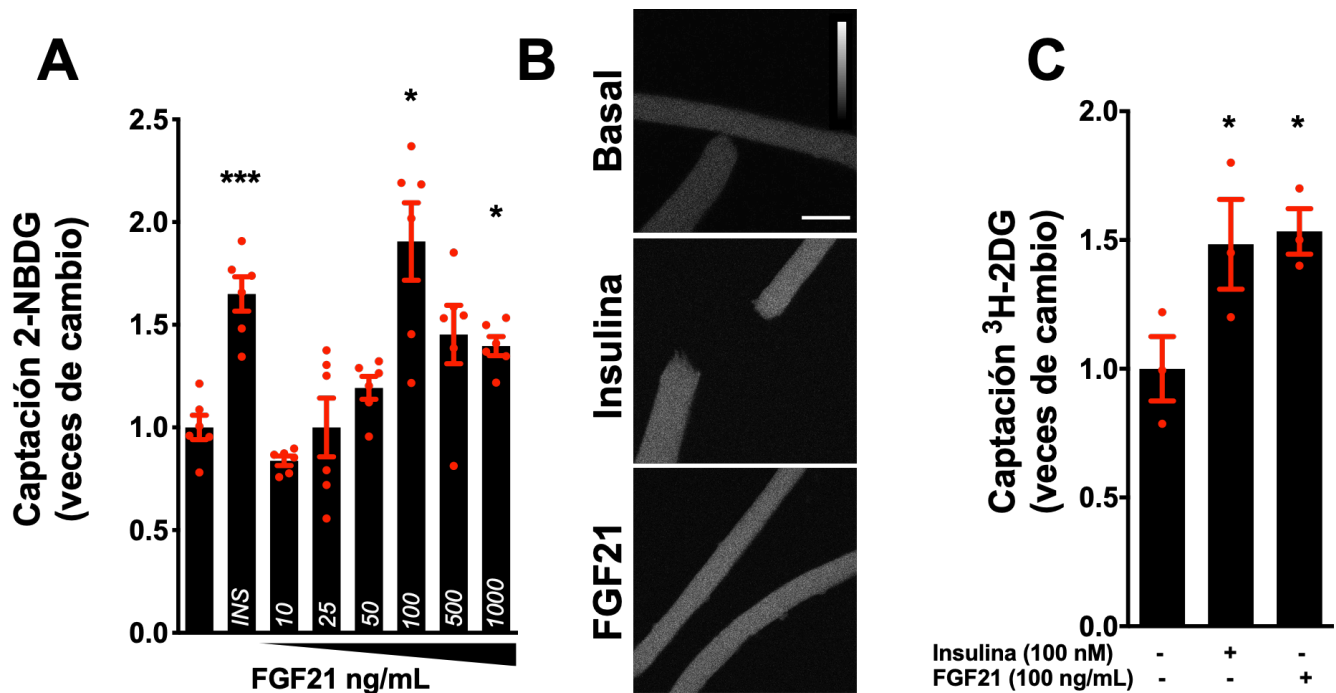 A
Captación 2-NBDG
(veces de cambio)
2.5
2.0
1.5
1.0
0.5
0.0
***
*
*
INS
10
25
50
100
500
1000
FGF21 ng/mL
B
Basal
Insulina
FGF21
C
Captación ³H-2DG
(veces de cambio)
2.0
1.5
1.0
0.5
0.0
*
*
Insulina (100 nM) - + -
FGF21 (100 ng/mL) - - +